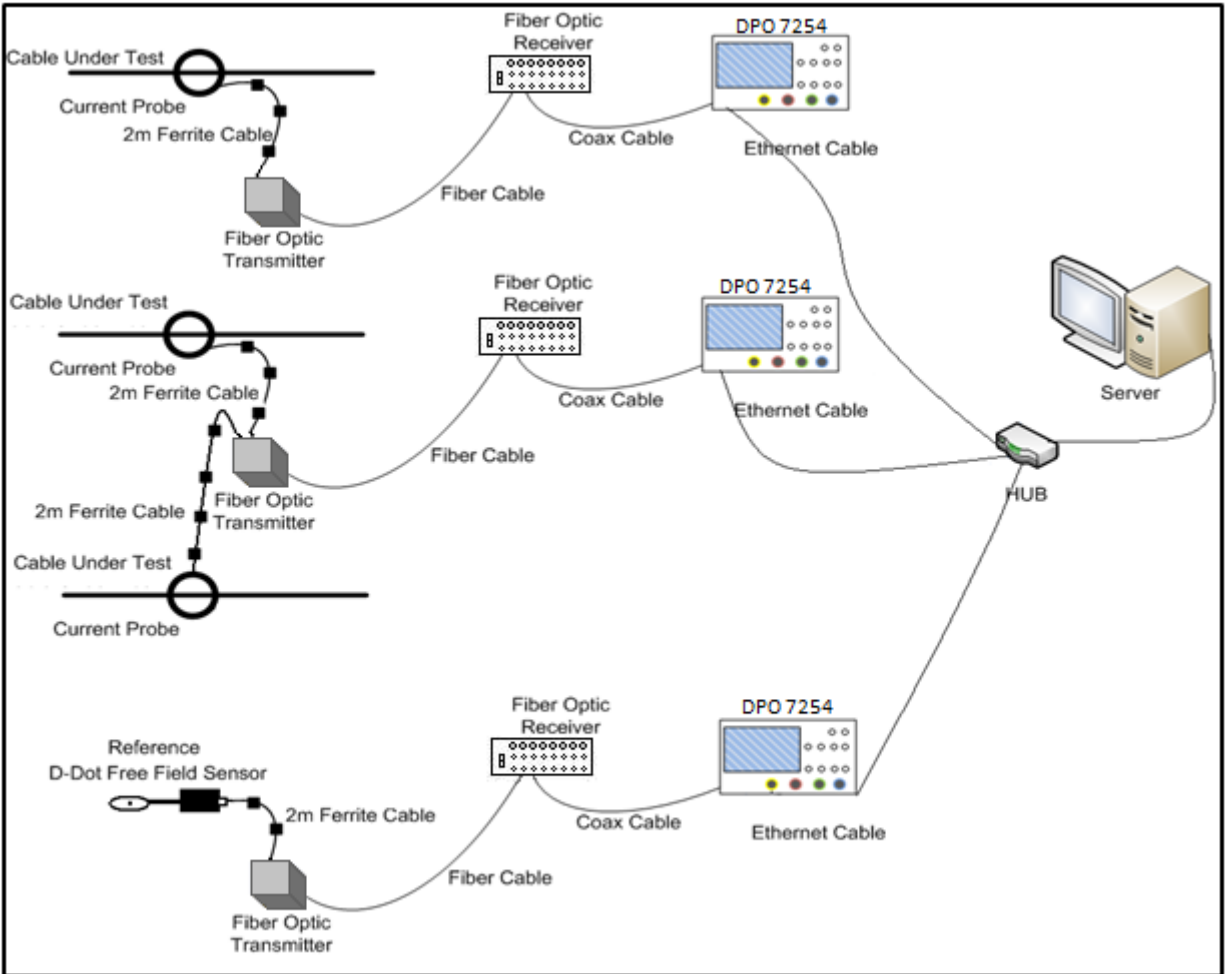 Fiber Optic
Receiver
DPO 7254
Cable Under Test
Current Probe
2m Ferrite Cable
Coax Cable
Ethernet Cable
Fiber Cable
Fiber Optic
Transmitter
Fiber Optic
Receiver
DPO 7254
Cable Under Test
Current Probe
2m Ferrite Cable
Coax Cable
Ethernet Cable
Server
Fiber Cable
Fiber Optic
Transmitter
HUB
2m Ferrite Cable
Cable Under Test
Current Probe
Fiber Optic
Receiver
DPO 7254
Reference
D-Dot Free Field Sensor
2m Ferrite Cable
Coax Cable
Ethernet Cable
Fiber Cable
Fiber Optic
Transmitter